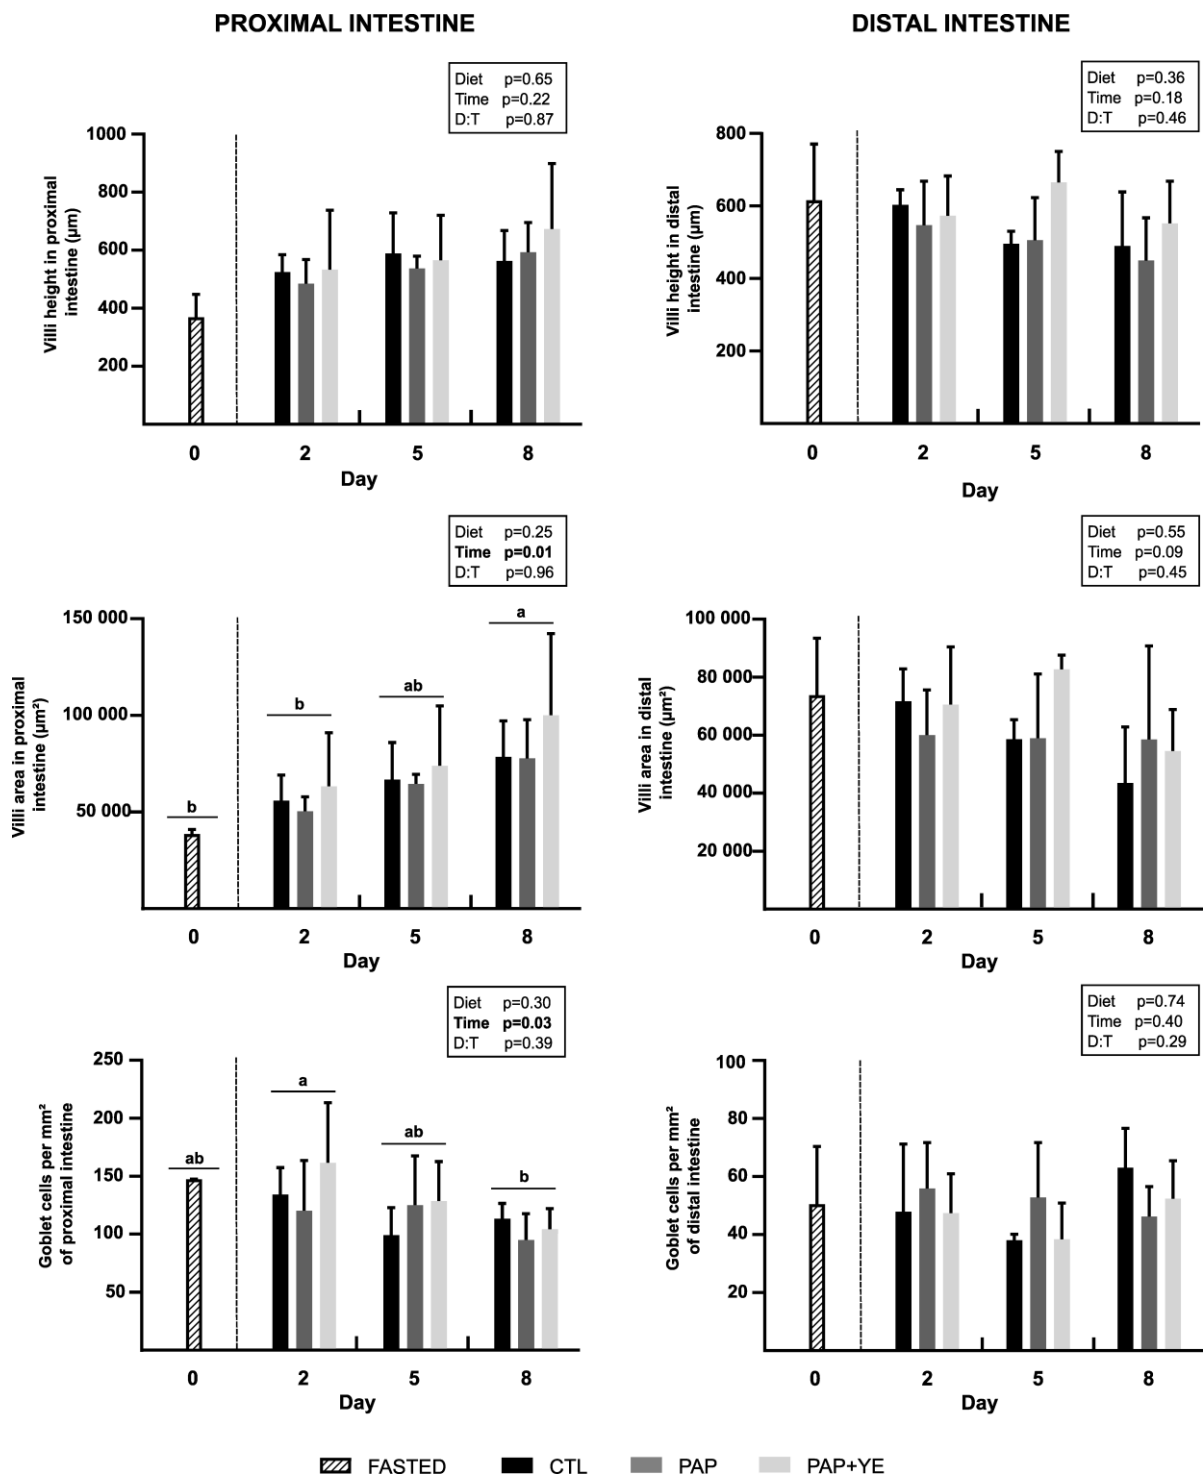 PROXIMAL INTESTINE
DISTAL INTESTINE
Diet p=0.65
Time p=0.22
D:T p=0.87
Villi height in proximal
intestine (µm)
1000
800
600
400
200
0 2 5 8
Day
Diet p=0.36
Time p=0.18
D:T p=0.46
Villi height in distal
intestine (µm)
800
600
400
200
0 2 5 8
Day
Diet p=0.25
Time p=0.01
D:T p=0.96
Villi area in proximal
intestine (µm²)
150 000
100 000
50 000
b
b
ab
a
0 2 5 8
Day
Diet p=0.55
Time p=0.09
D:T p=0.45
Villi area in distal
intestine (µm²)
100 000
80 000
60 000
40 000
20 000
0 2 5 8
Day
Diet p=0.30
Time p=0.03
D:T p=0.39
Goblet cells per mm²
of proximal intestine
250
200
150
100
50
ab
a
ab
b
0 2 5 8
Day
Diet p=0.74
Time p=0.40
D:T p=0.29
Goblet cells per mm²
of distal intestine
100
80
60
40
20
0 2 5 8
Day
FASTED CTL PAP PAP+YE